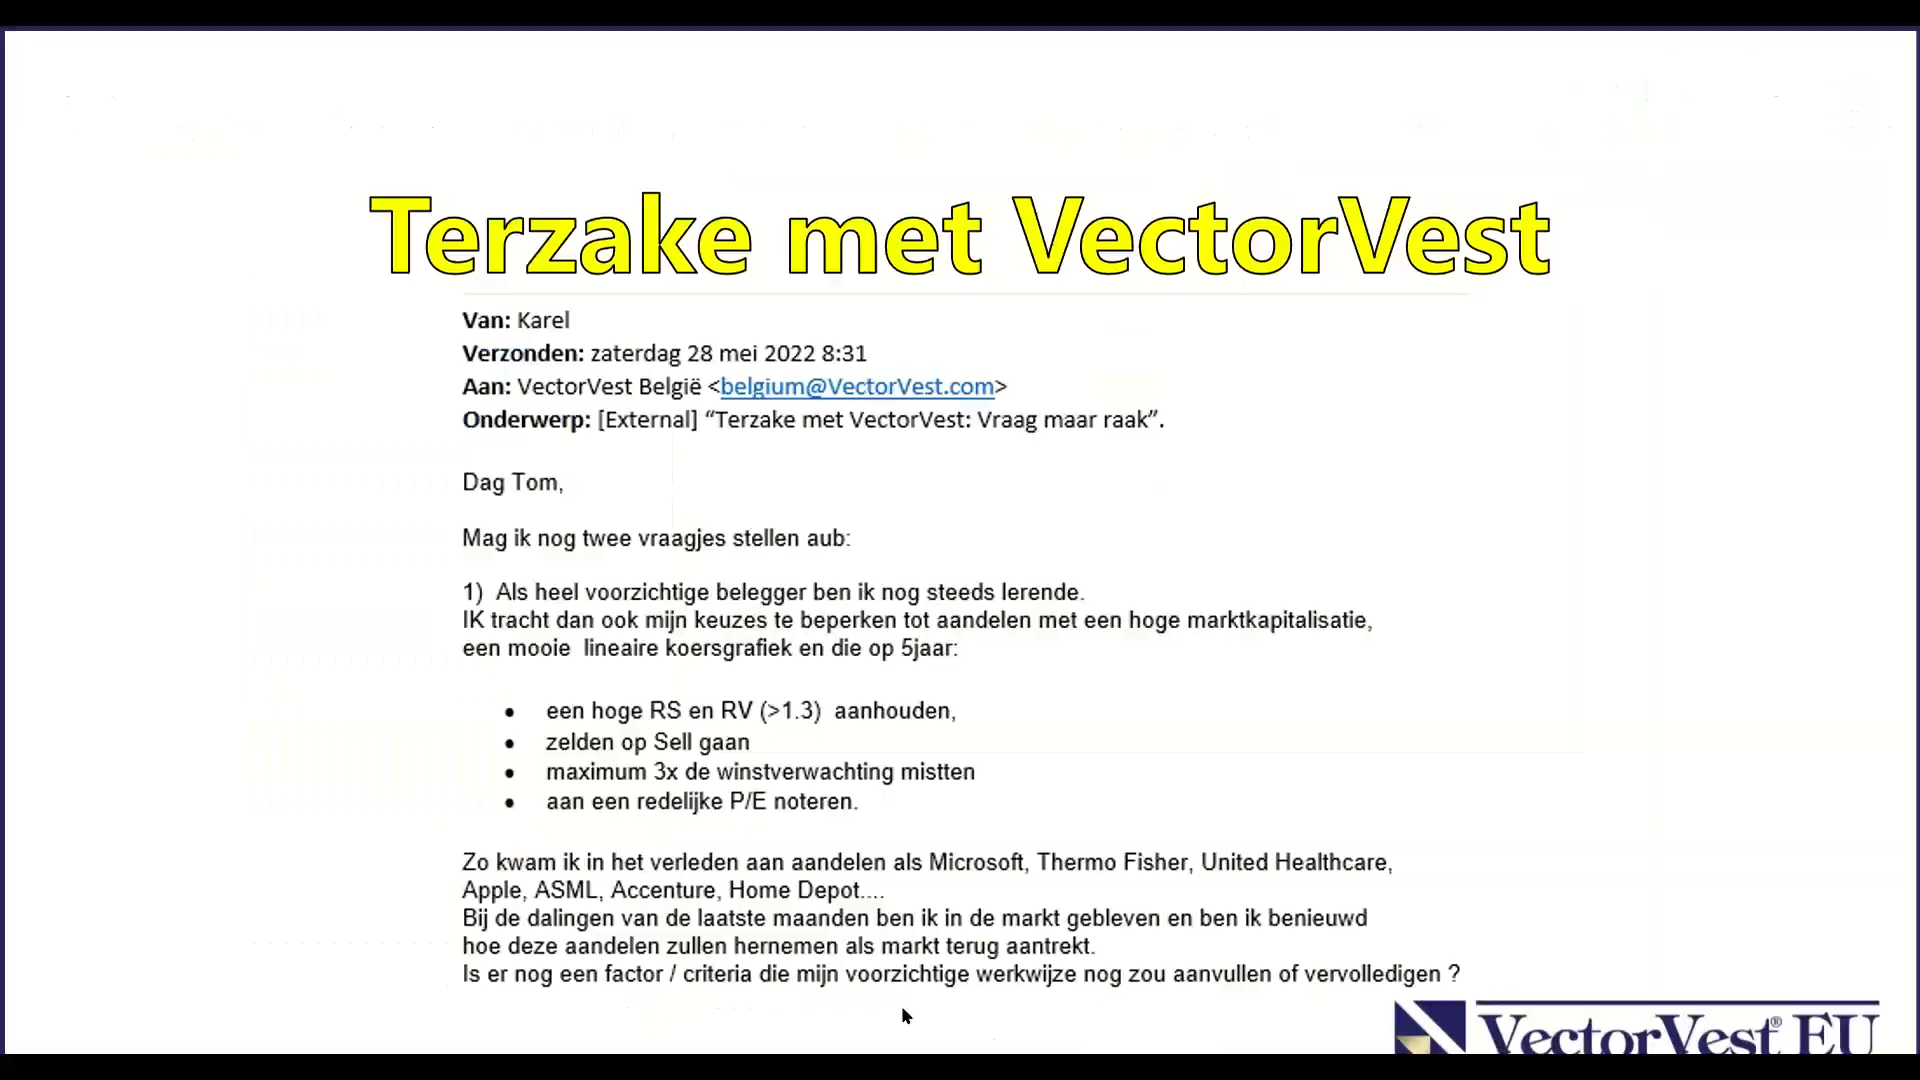 Terzake met VectorVest
Van: Karel
Verzonden: zaterdag 28 mei 2022 8:31
Aan: VectorVest België <belgium@VectorVest.com>
Onderwerp: [External] “Terzake met VectorVest: Vraag maar raak”.
Dag Tom,
Mag ik nog twee vraagjes stellen aub:
1)  Als heel voorzichtige belegger ben ik nog steeds lerende.
IK tracht dan ook mijn keuzes te beperken tot aandelen met een hoge marktkapitalisatie,
een mooie  lineaire koersgrafiek en die op 5jaar:
• een hoge RS en RV (>1.3)  aanhouden,
• zelden op Sell gaan
• maximum 3x de winstverwachting mistten
• aan een redelijke P/E noteren.
Zo kwam ik in het verleden aan aandelen als Microsoft, Thermo Fisher, United Healthcare,
Apple, ASML, Accenture, Home Depot....
Bij de dalingen van de laatste maanden ben ik in de markt gebleven en ben ik benieuwd
hoe deze aandelen zullen hernemen als markt terug aantrekt.
Is er nog een factor / criteria die mijn voorzichtige werkwijze nog zou aanvullen of vervolledigen ?
VectorVest® EU